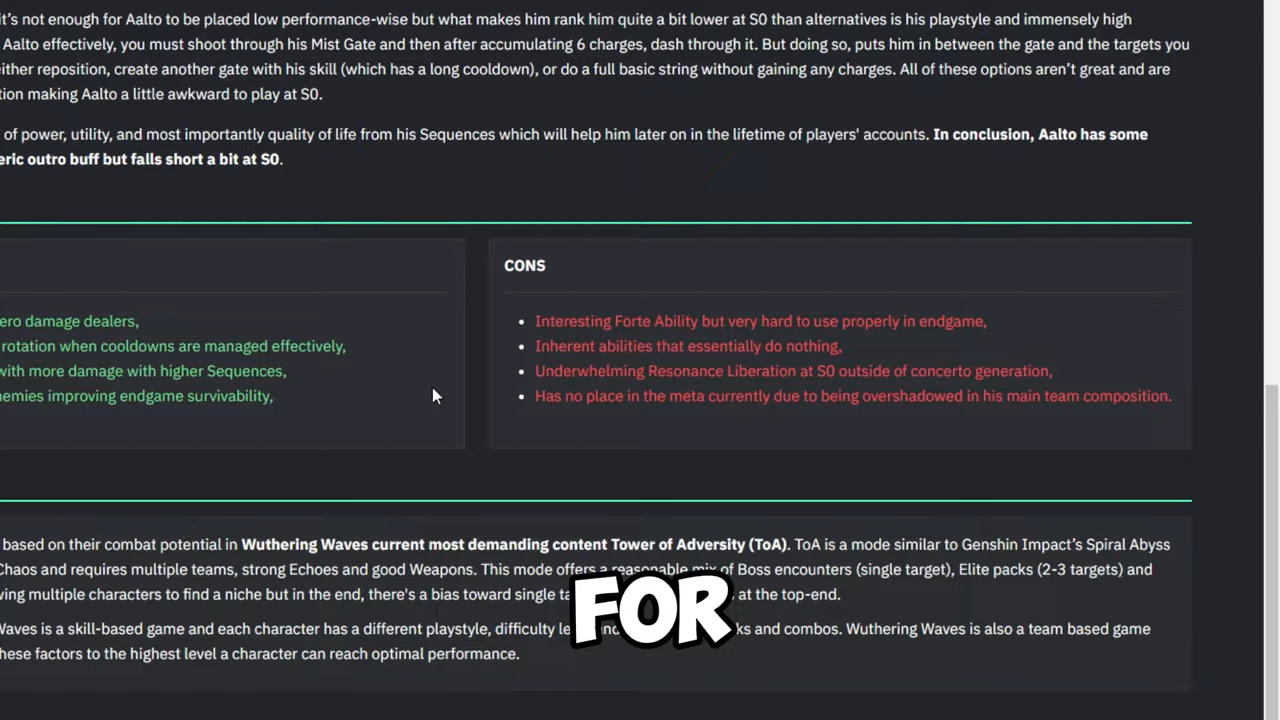 it's not enough for Aalto to be placed low performance-wise but what makes him rank him quite a bit lower at S0 than alternatives is his playstyle and immensely high
Aalto effectively, you must shoot through his Mist Gate and then after accumulating 6 charges, dash through it. But doing so, puts him in between the gate and the targets you
either reposition, create another gate with his skill (which has a long cooldown), or do a full basic string without gaining any charges. All of these options aren't great and are
tion making Aalto a little awkward to play at S0.
of power, utility, and most importantly quality of life from his Sequences which will help him later on in the lifetime of players' accounts. In conclusion, Aalto has some
eric outro buff but falls short a bit at S0.
CONS
ero damage dealers,
rotation when cooldowns are managed effectively,
with more damage with higher Sequences,
nemies improving endgame survivability,
Interesting Forte Ability but very hard to use properly in endgame,
Inherent abilities that essentially do nothing,
Underwhelming Resonance Liberation at S0 outside of concerto generation,
Has no place in the meta currently due to being overshadowed in his main team composition.
based on their combat potential in Wuthering Waves current most demanding content Tower of Adversity (ToA). ToA is a mode similar to Genshin Impact's Spiral Abyss
Chaos and requires multiple teams, strong Echoes and good Weapons. This mode offers a reasonable mix of Boss encounters (single target), Elite packs (2-3 targets) and
wing multiple characters to find a niche but in the end, there's a bias toward single ta at the top-end.
Waves is a skill-based game and each character has a different playstyle, difficulty le ks and combos. Wuthering Waves is also a team based game
hese factors to the highest level a character can reach optimal performance.
FOR